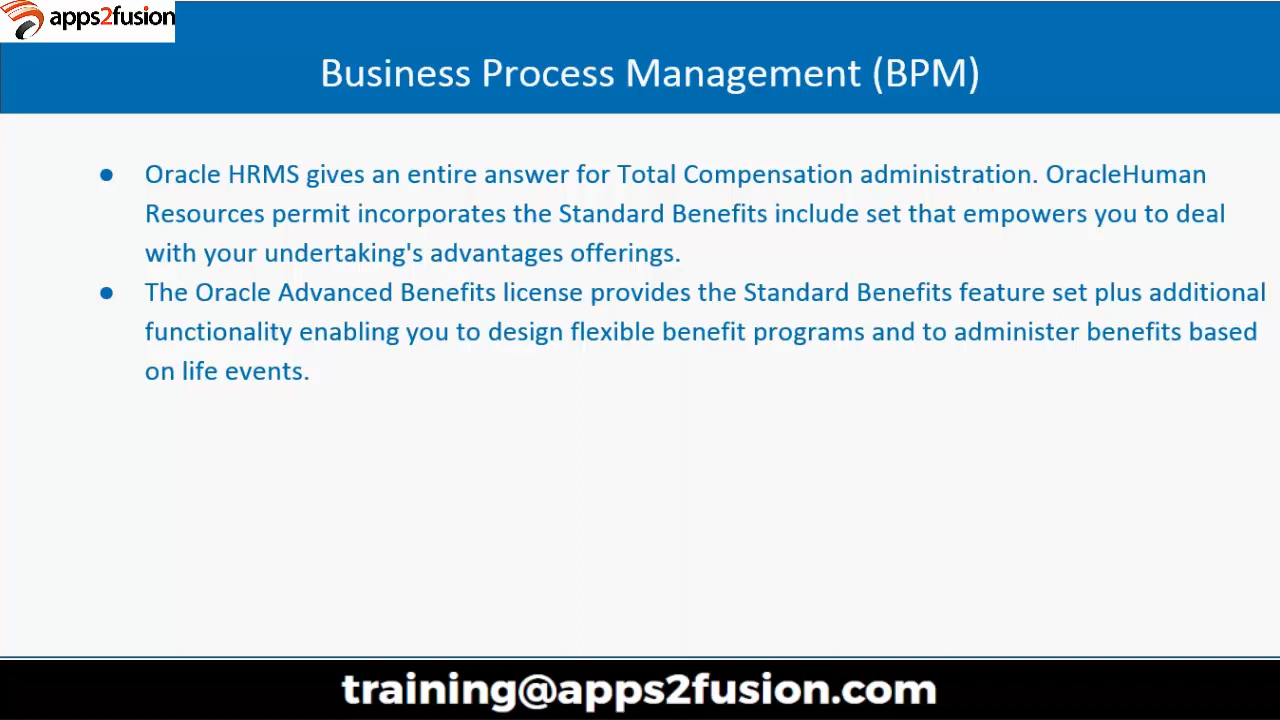 apps2fusion
Business Process Management (BPM)
● Oracle HRMS gives an entire answer for Total Compensation administration. OracleHuman
Resources permit incorporates the Standard Benefits include set that empowers you to deal
with your undertaking's advantages offerings.
● The Oracle Advanced Benefits license provides the Standard Benefits feature set plus additional
functionality enabling you to design flexible benefit programs and to administer benefits based
on life events.
training@apps2fusion.com